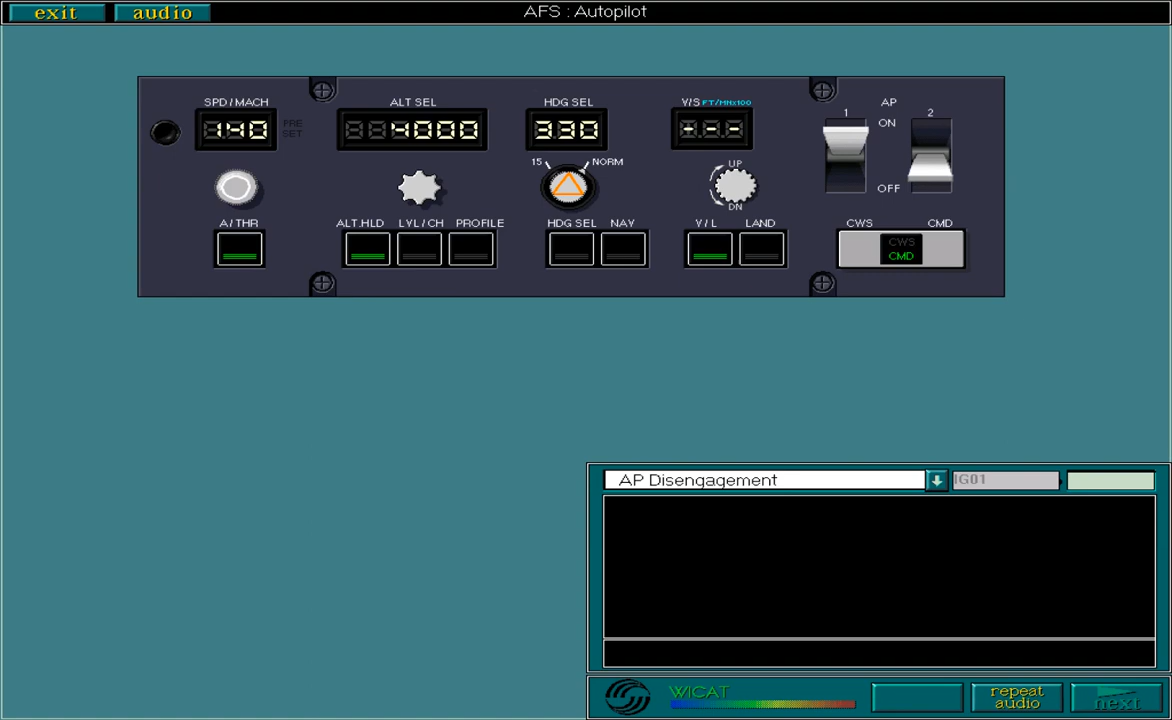 exit
audio
AFS : Autopilot
SPD/MACH
ALT SEL
HDG SEL
V/S FT/MNx100
AP
1
2
140
PRE
SET
4000
330
+.-.-
ON
OFF
15
NORM
UP
DN
A/THR
ALT.HLD
LVL/CH
PROFILE
HDG SEL
NAV
V/L
LAND
CWS
CMD
CWS
CMD
AP Disengagement
IG01
WICAT
repeat
audio
next